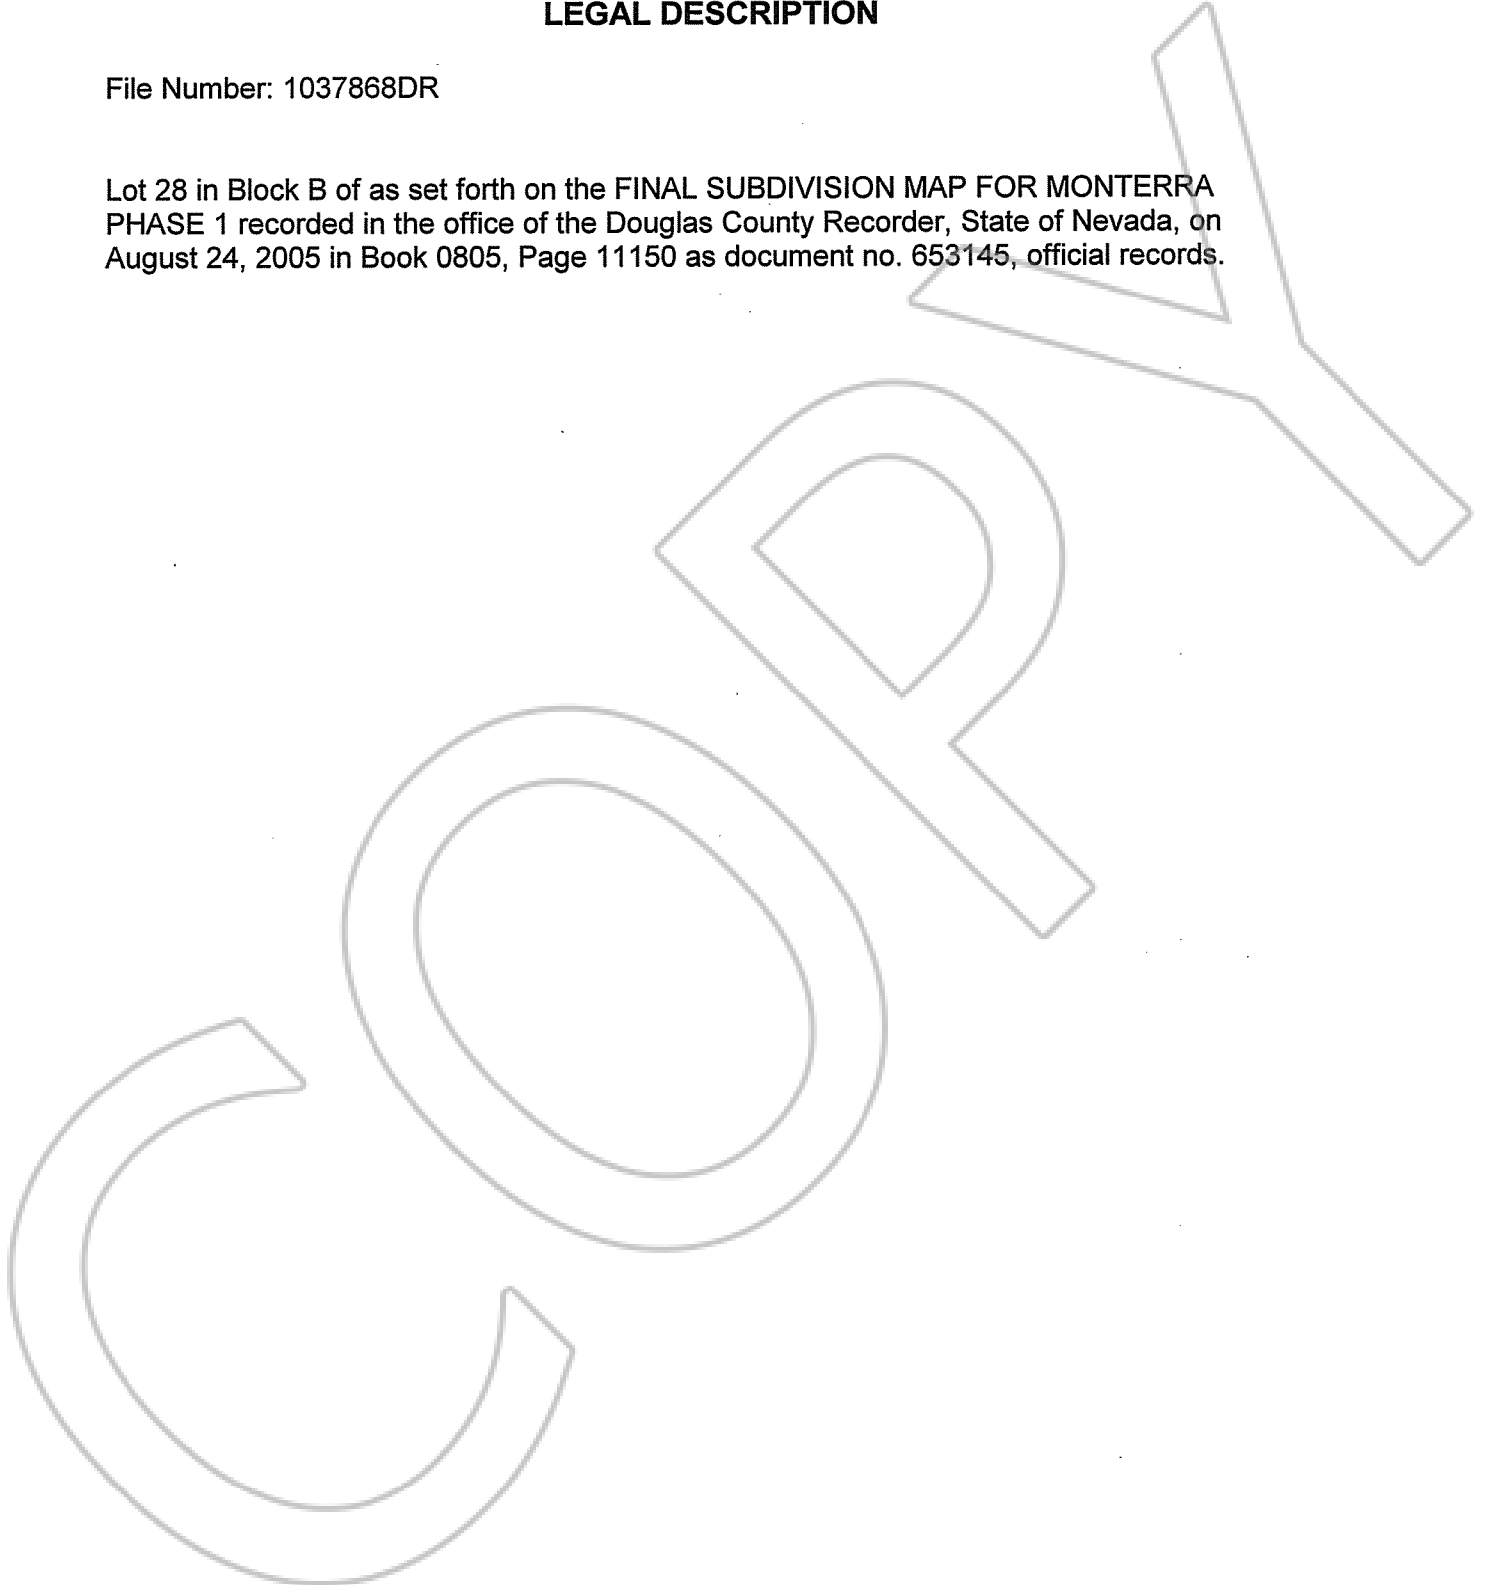 LEGAL DESCRIPTION
File Number: 1037868DR
Lot 28 in Block B of as set forth on the FINAL SUBDIVISION MAP FOR MONTERRA
PHASE 1 recorded in the office of the Douglas County Recorder, State of Nevada, on
August 24, 2005 in Book 0805, Page 11150 as document no. 653145, official records.
COPY